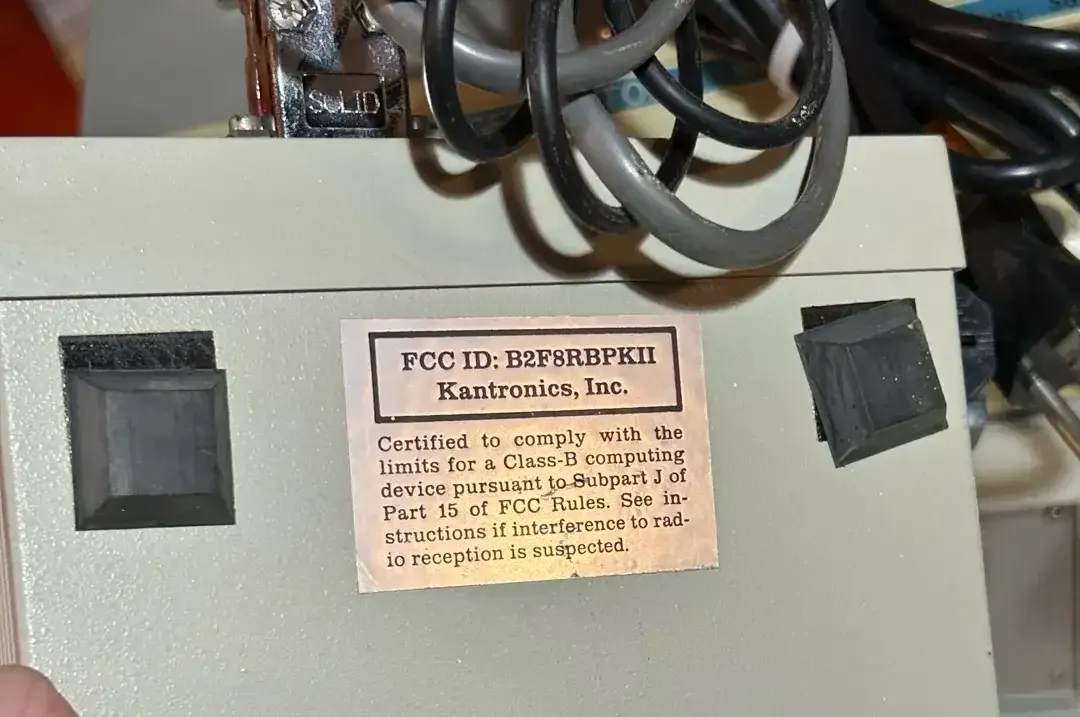 SOLID
FCC ID: B2F8RBPKII
Kantronics, Inc.
Certified to comply with the
limits for a Class-B computing
device pursuant to Subpart J of
Part 15 of FCC Rules. See in-
structions if interference to rad-
io reception is suspected.